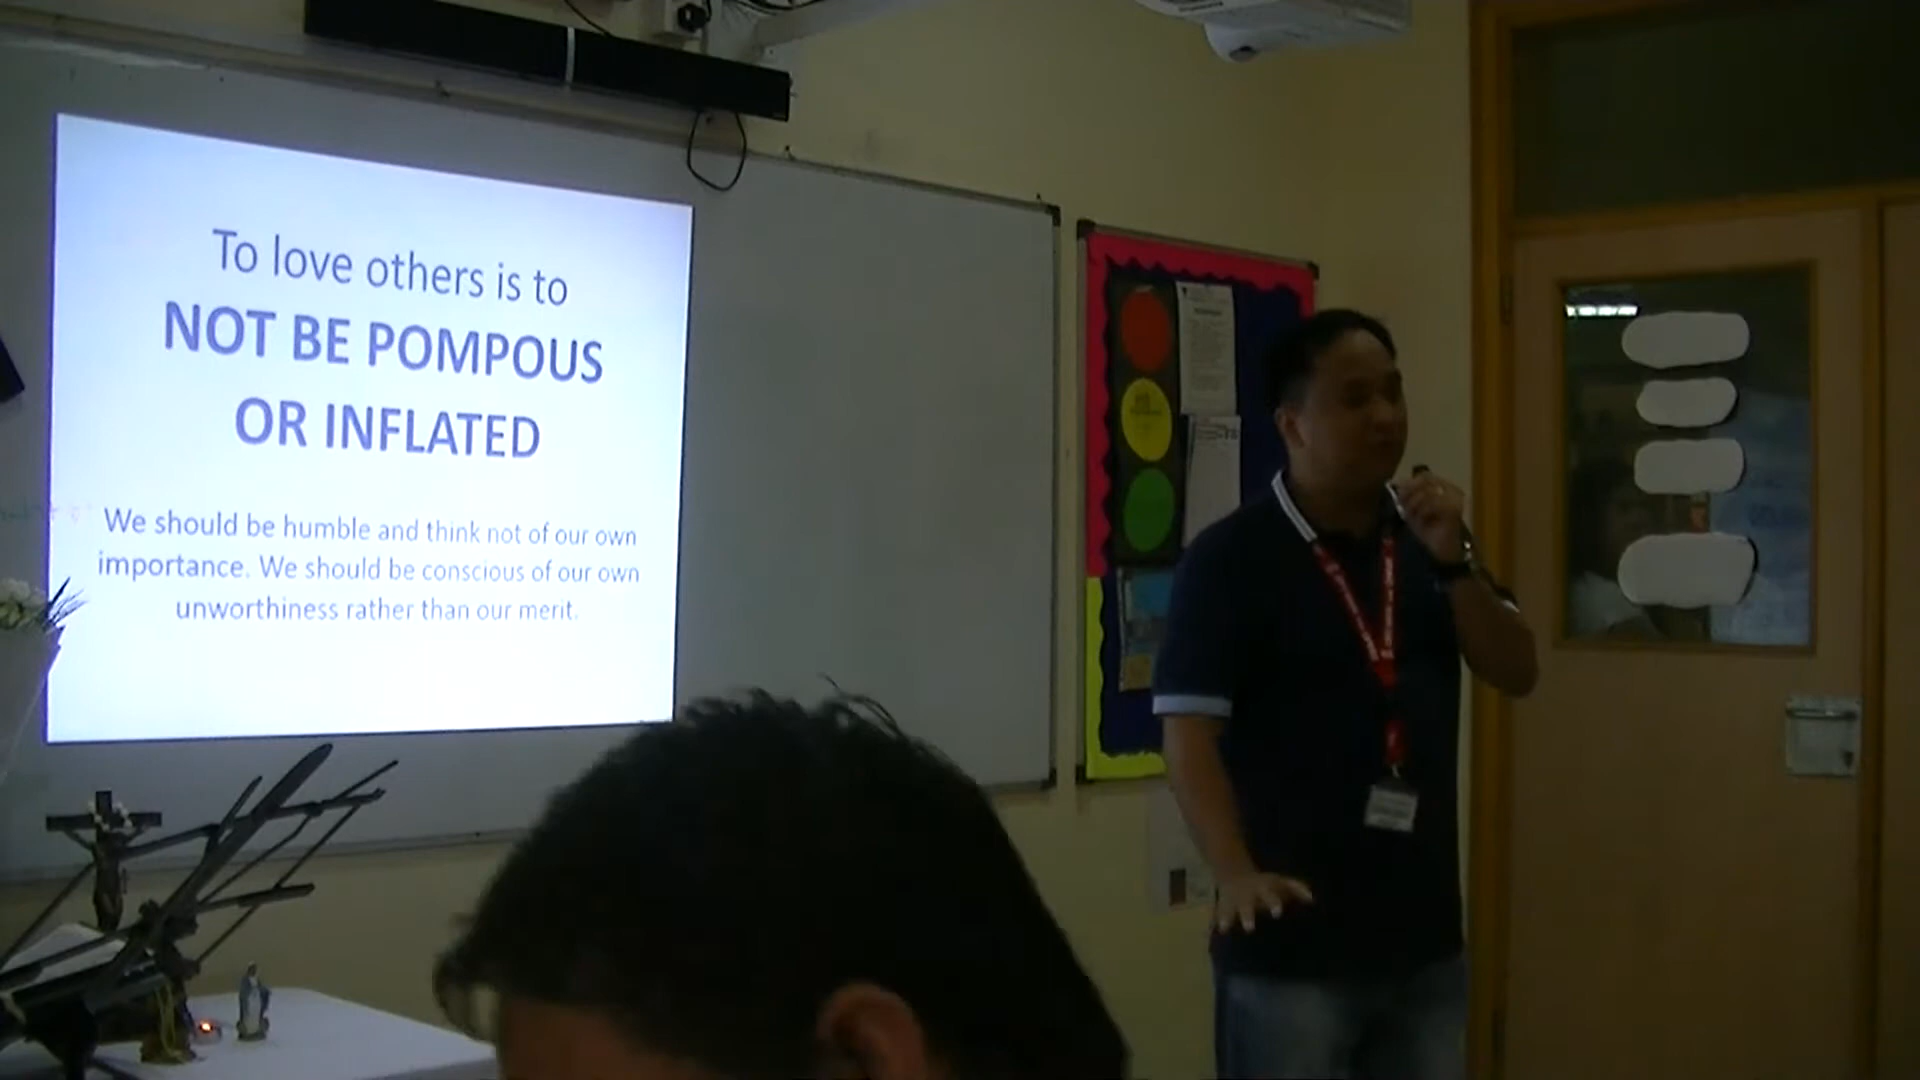 To love others is to
NOT BE POMPOUS
OR INFLATED
We should be humble and think not of our own
importance. We should be conscious of our own
unworthiness rather than our merit.